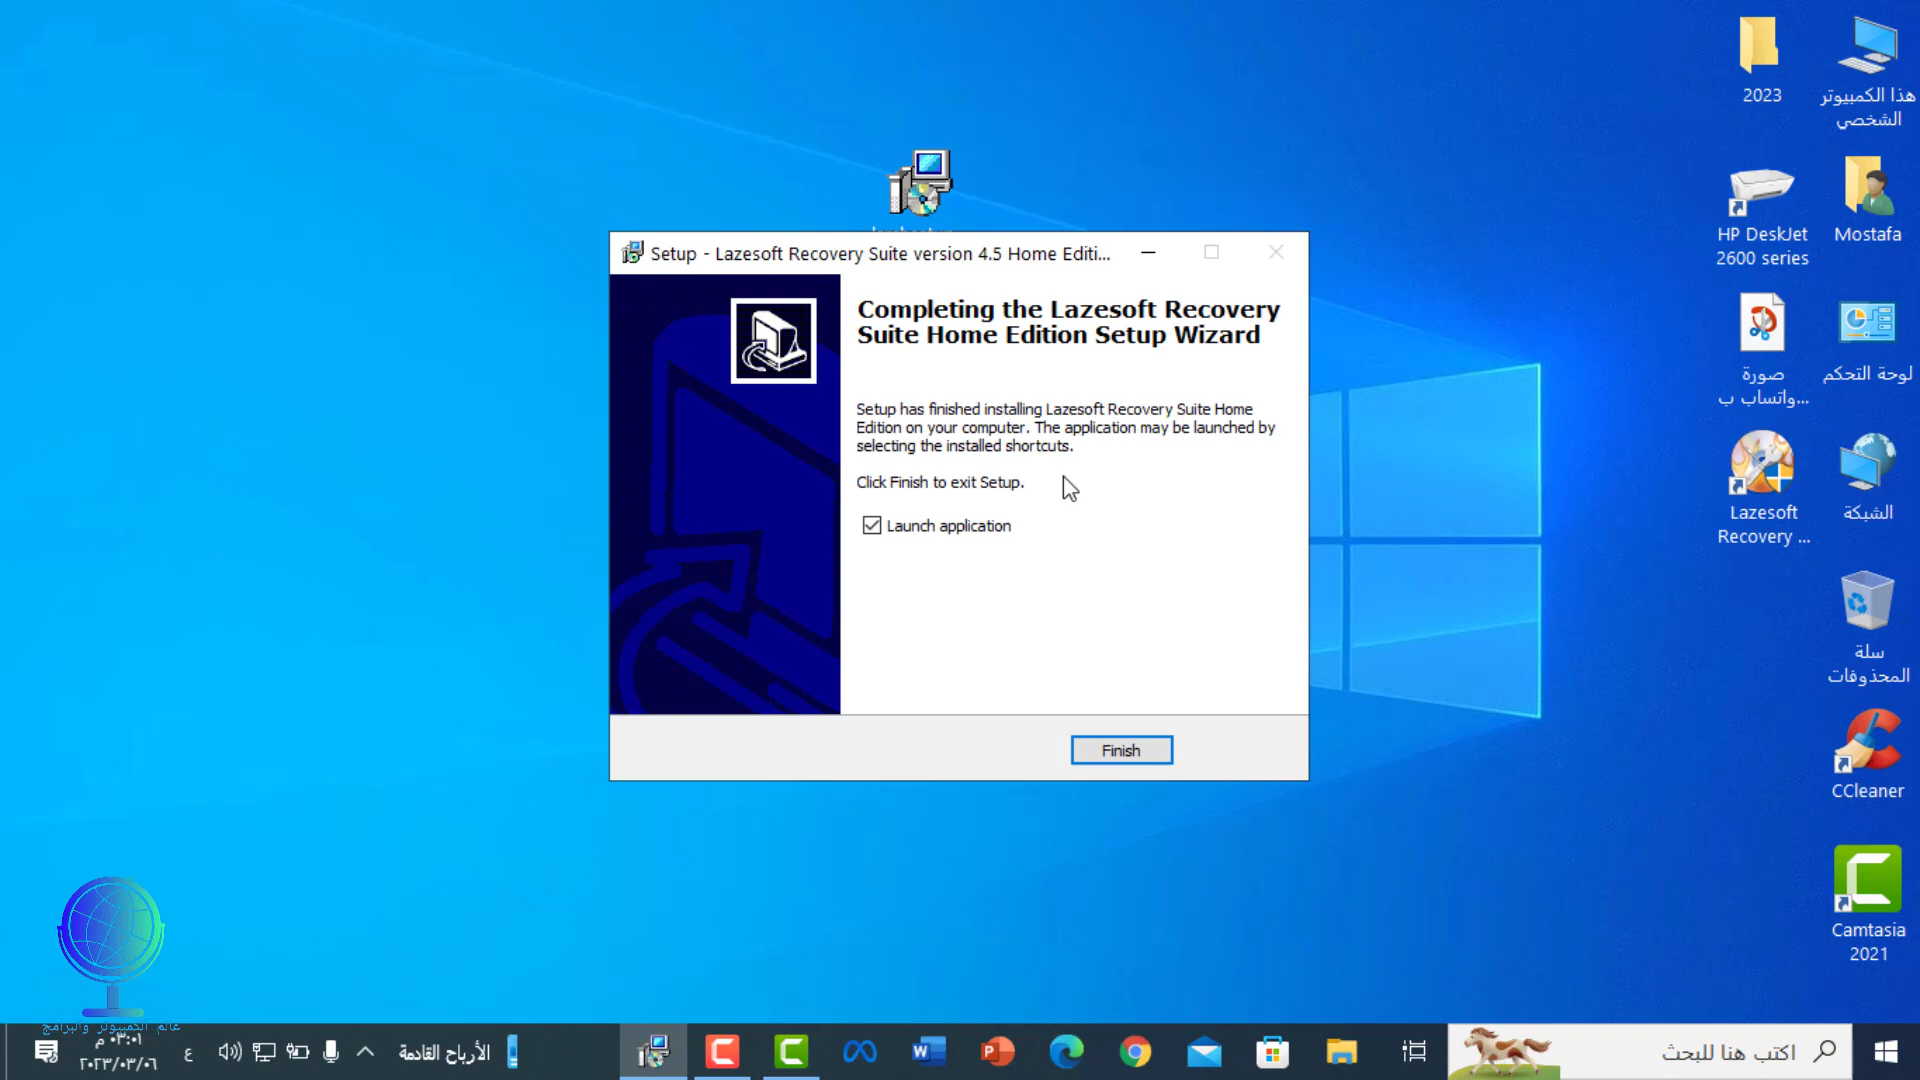 Setup - Lazesoft Recovery Suite version 4.5 Home Editi...
Completing the Lazesoft Recovery
Suite Home Edition Setup Wizard
Setup has finished installing Lazesoft Recovery Suite Home
Edition on your computer. The application may be launched by
selecting the installed shortcuts.
Click Finish to exit Setup.
Launch application
Finish
هذا الكمبيوتر
الشخصي
2023
Mostafa
HP DeskJet
2600 series
لوحة التحكم
صورة
واتساب ب...
الشبكة
Lazesoft
Recovery ...
سلة
المحذوفات
CCleaner
Camtasia
2021
عالم الكمبيوتر والبرامج
اكتب هنا للبحث
الأرباح القادمة
ع
٠٣:٠١ م
٢٠٢٣/٠٣/٠٦